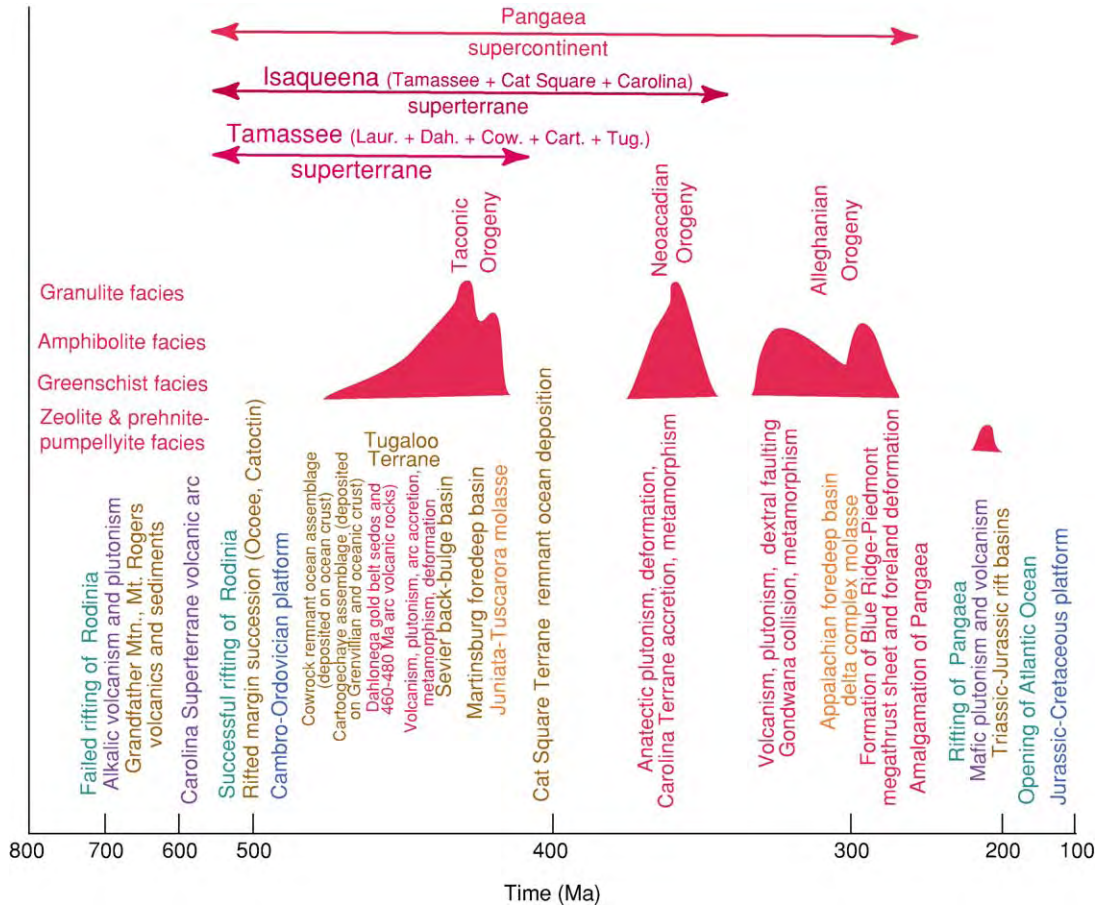 Pangaea
supercontinent
Isaqueena (Tamassee + Cat Square + Carolina)
superterrane
Tamassee (Laur. + Dah. + Cow. + Cart. + Tug.)
superterrane
Taconic
Orogeny
Neoacadian
Orogeny
Alleghanian
Orogeny
Granulite facies
Amphibolite facies
Greenschist facies
Zeolite & prehnite-
pumpellyite facies
Failed rifting of Rodinia
Alkalic volcanism and plutonism
Grandfather Mtn., Mt. Rogers
volcanics and sediments
Carolina Superterrane volcanic arc
Successful rifting of Rodinia
Rifted margin succession (Ocoee, Catoctin)
Cambro-Ordovician platform
Cowrock remnant ocean assemblage
(deposited on ocean crust)
Cartoogechaye assemblage (deposited
on Grenvillian and oceanic crust)
Tugaloo
Terrane
Dahlonega gold belt sedos and
460-480 Ma arc volcanic rocks)
Volcanism, plutonism, arc accretion,
metamorphism, deformation
Sevier back-bulge basin
Martinsburg foredeep basin
Juniata-Tuscarora molasse
Cat Square Terrane remnant ocean deposition
Anatectic plutonism, deformation,
Carolina Terrane accretion, metamorphism
Volcanism, plutonism, dextral faulting
Gondwana collision, metamorphism
Appalachian foredeep basin
delta complex molasse
Formation of Blue Ridge-Piedmont
megathrust sheet and foreland deformation
Amalgamation of Pangaea
Rifting of Pangaea
Mafic plutonism and volcanism
Triassic-Jurassic rift basins
Opening of Atlantic Ocean
Jurassic-Cretaceous platform
800 700 600 500 400 300 200 100
Time (Ma)